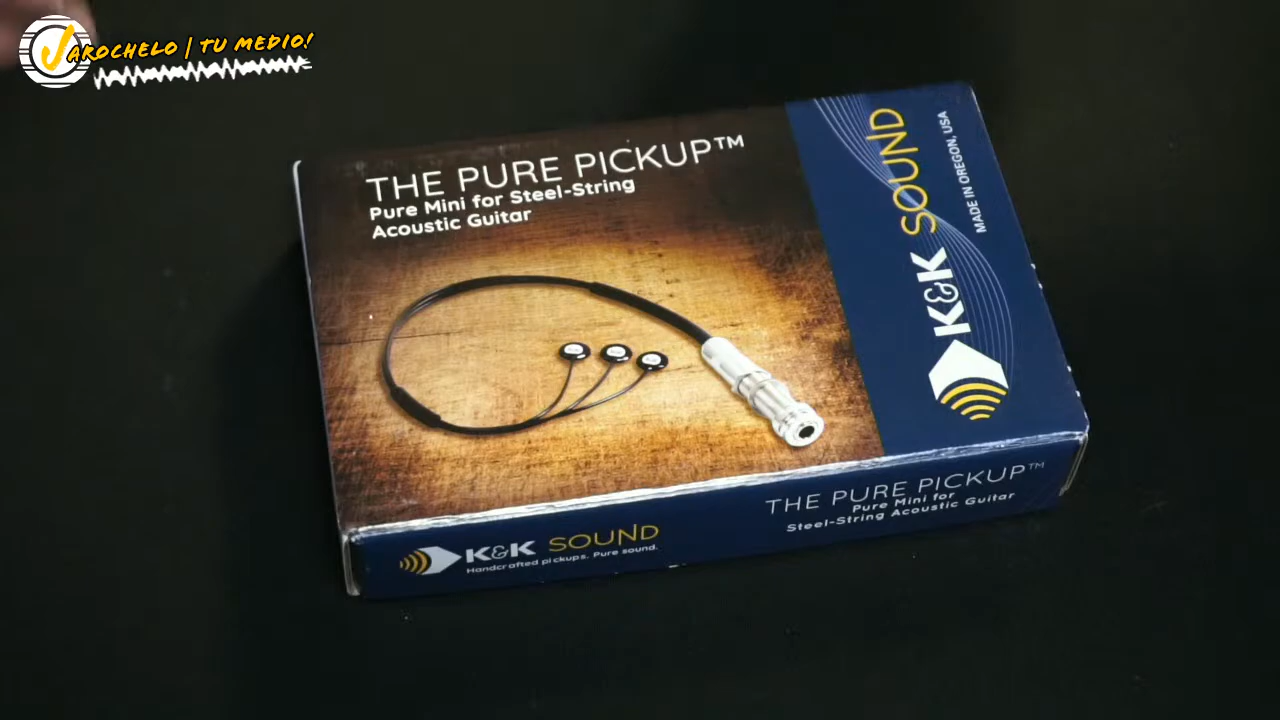 JAROCHELO | TU MEDIO!
THE PURE PICKUP™
Pure Mini for Steel-String
Acoustic Guitar
K&K SOUND
MADE IN OREGON, USA
K&K SOUND
Handcrafted pickups. Pure sound.
THE PURE PICKUP™
Pure Mini for
Steel-String Acoustic Guitar